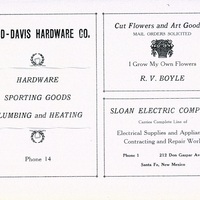 D-DAVIS HARDWARE CO.
HARDWARE
SPORTING GOODS
LUMBING and HEATING
Phone 14
Cut Flowers and Art Good
MAIL ORDERS SOLICITED
I Grow My Own Flowers
R. V. BOYLE
SLOAN ELECTRIC COMP
Carries Complete Line of
Electrical Supplies and Applian
Contracting and Repair Work
Phone 1 212 Don Gaspar Av
Santa Fe, New Mexico